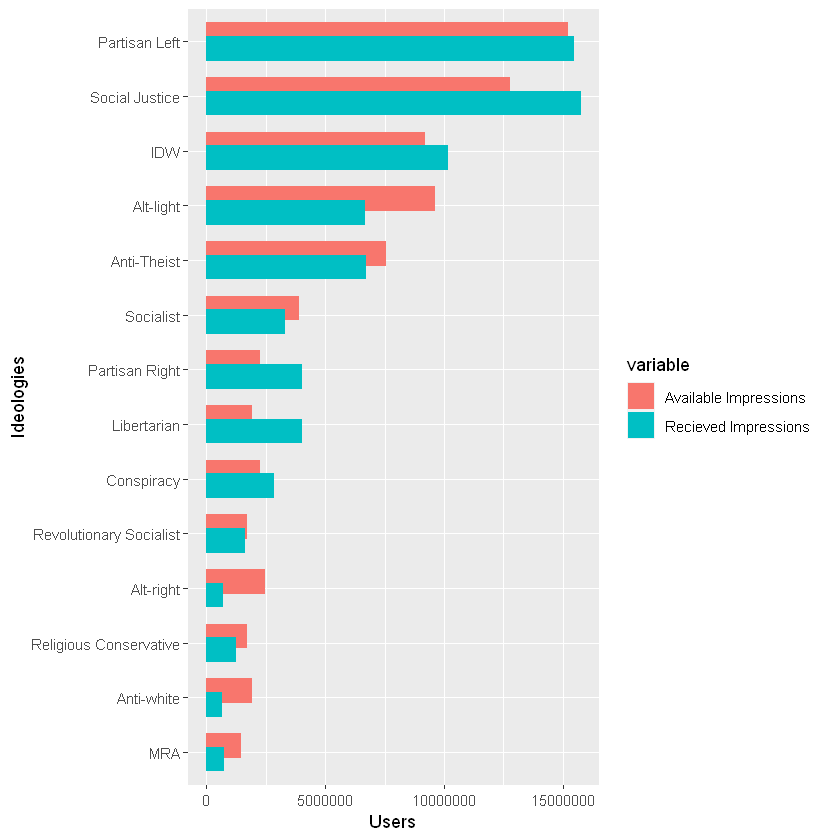 Partisan Left
Social Justice
IDW
Alt-light
Anti-Theist
Socialist
Partisan Right
Libertarian
Conspiracy
Revolutionary Socialist
Alt-right
Religious Conservative
Anti-white
MRA
Ideologies
0 5000000 10000000 15000000
Users
variable
Available Impressions
Recieved Impressions